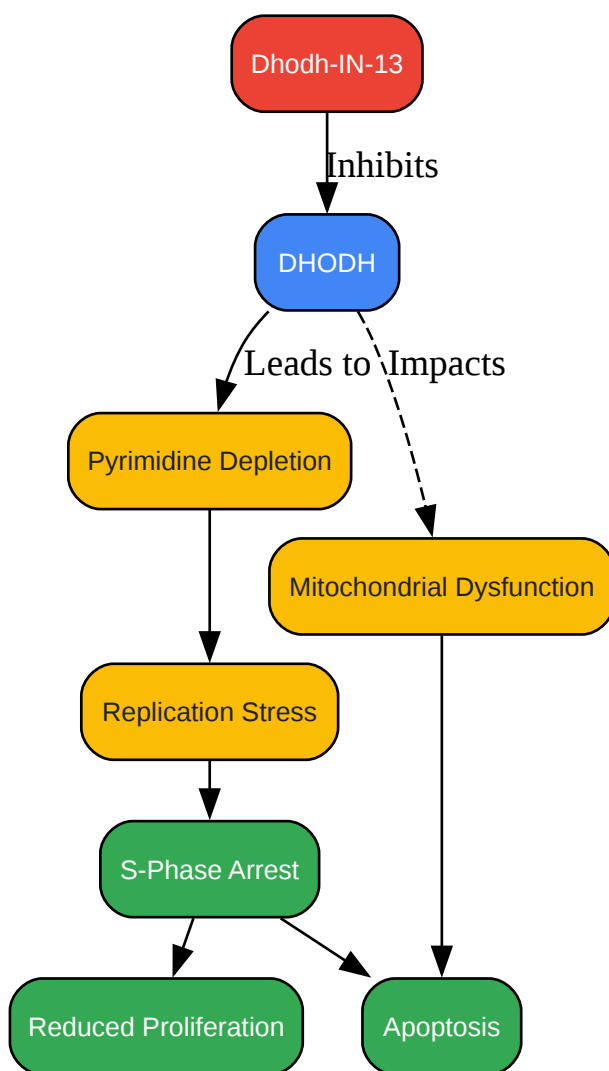 Dhodh-IN-13
Inhibits
DHODH
Leads to
Impacts
Pyrimidine Depletion
Mitochondrial Dysfunction
Replication Stress
S-Phase Arrest
Reduced Proliferation
Apoptosis